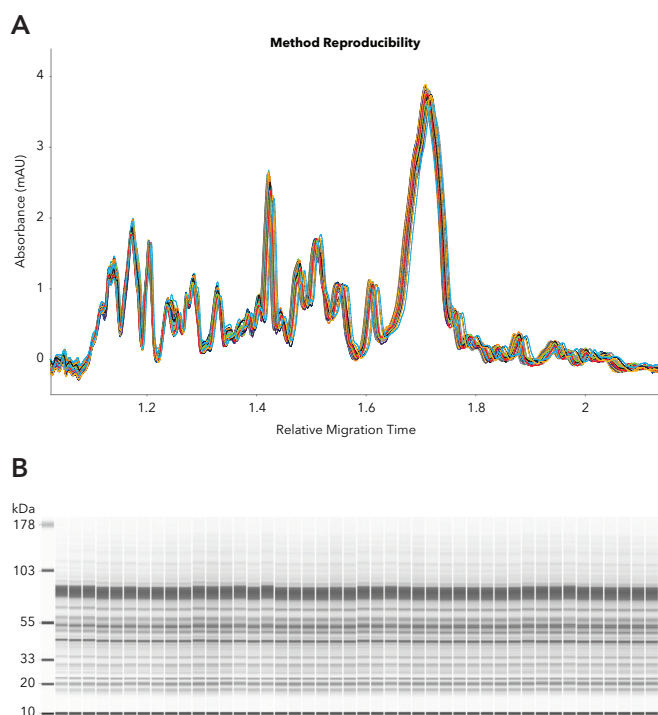 A
Method Reproducibility
4
3
2
1
0
Absorbance (mAU)
1.2 1.4 1.6 1.8 2
Relative Migration Time
B
kDa
178
103
55
33
20
10